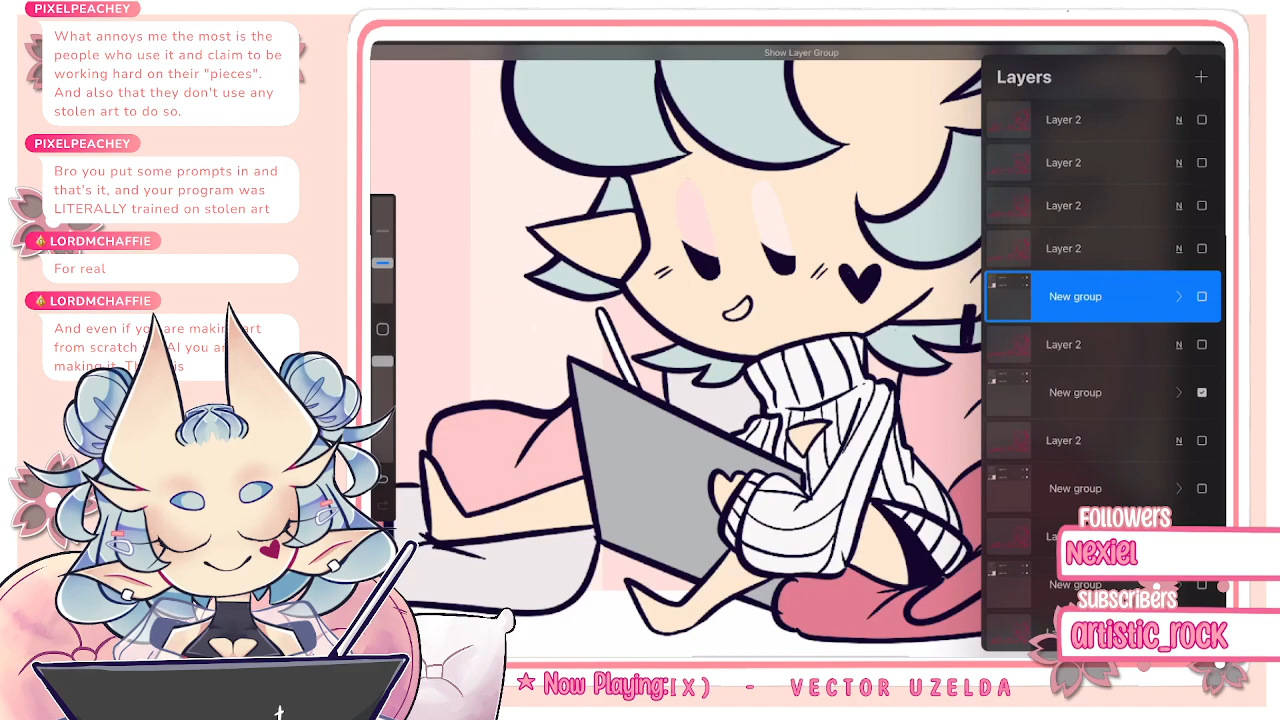 PIXELPEACHEY
What annoys me the most is the
people who use it and claim to be
working hard on their "pieces".
And also that they don't use any
stolen art to do so.
PIXELPEACHEY
Bro you put some prompts in and
that's it, and your program was
LITERALLY trained on stolen art
LORDMCHAFFIE
For real
LORDMCHAFFIE
And even if you are making art
from scratch AI you
making it.
Show Layer Group
Layers
Layer 2 N
Layer 2 N
Layer 2 N
Layer 2 N
New group
Layer 2 N
New group
Layer 2 N
New group
New group
Followers
Nexiel
Subscribers
artistic_rock
Now Playing: [X) - VECTOR UZELDA